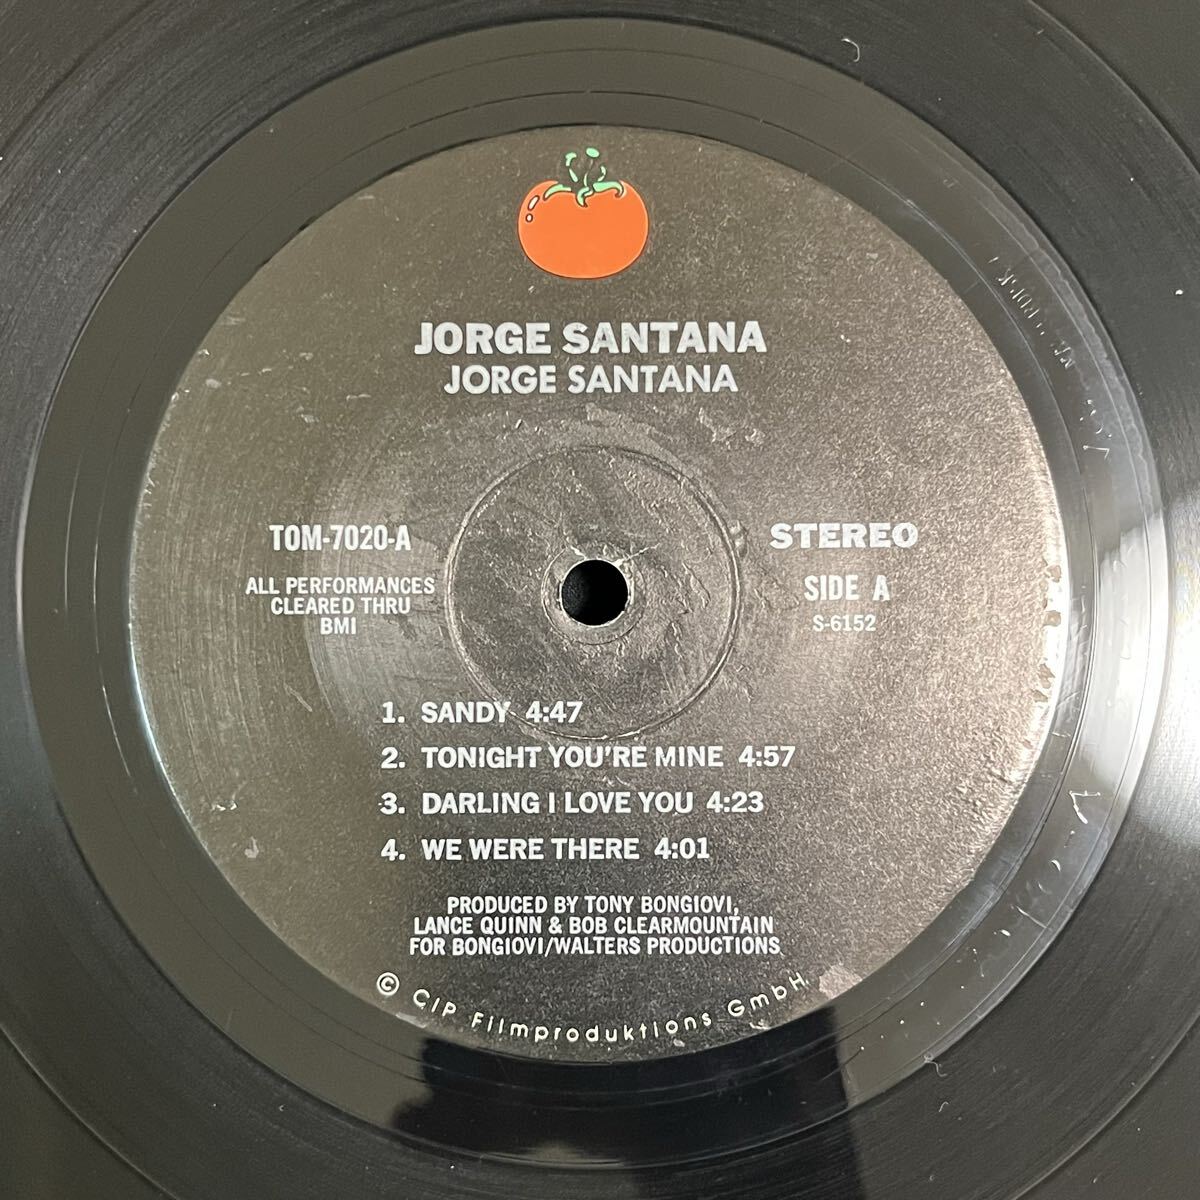 JORGE SANTANA
JORGE SANTANA
TOM-7020-A
ALL PERFORMANCES
CLEARED THRU
BMI
STEREO
SIDE A
S-6152
1. SANDY 4:47
2. TONIGHT YOU'RE MINE 4:57
3. DARLING I LOVE YOU 4:23
4. WE WERE THERE 4:01
PRODUCED BY TONY BONGIOVI,
LANCE QUINN & BOB CLEARMOUNTAIN
FOR BONGIOVI/WALTERS PRODUCTIONS
© CIP Filmproduktions GmbH